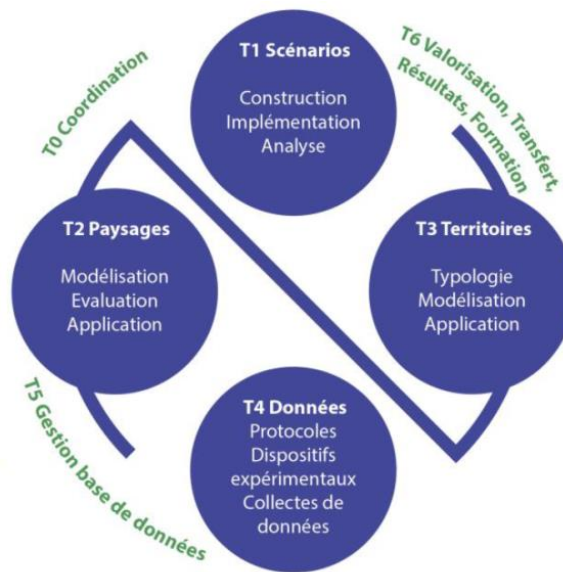 T0 Coordination
T1 Scénarios
Construction
Implémentation
Analyse
T6 Valorisation, Transfert,
Résultats, Formation
T2 Paysages
Modélisation
Evaluation
Application
T3 Territoires
Typologie
Modélisation
Application
T4 Données
Protocoles
Dispositifs
expérimentaux
Collectes de
données
T5 Gestion base de données